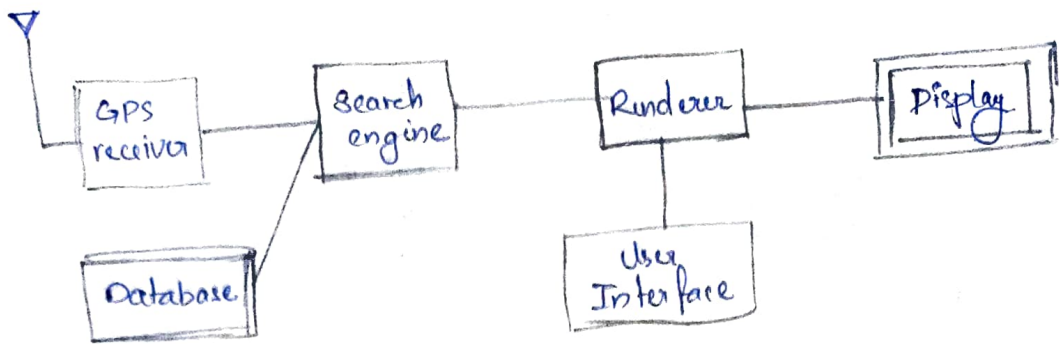 GPS
receiver
Search
engine
Renderer
Display
Database
User
Interface